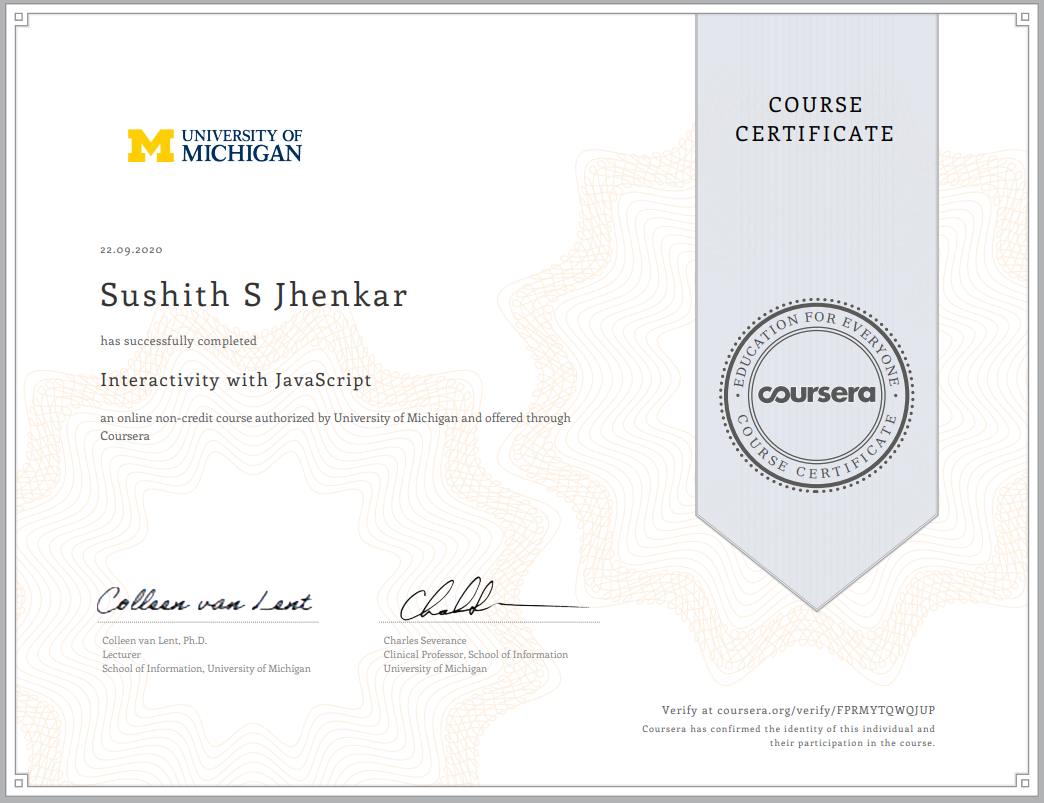 UNIVERSITY OF
MICHIGAN
COURSE
CERTIFICATE
22.09.2020
Sushith S Jhenkar
has successfully completed
Interactivity with JavaScript
an online non-credit course authorized by University of Michigan and offered through
Coursera
EDUCATION FOR EVERYONE
coursera
COURSE CERTIFICATE
Colleen van Lent
Colleen van Lent, Ph.D.
Lecturer
School of Information, University of Michigan
Charles Severance
Clinical Professor, School of Information
University of Michigan
Verify at coursera.org/verify/FPRMYTQWQJUP
Coursera has confirmed the identity of this individual and
their participation in the course.